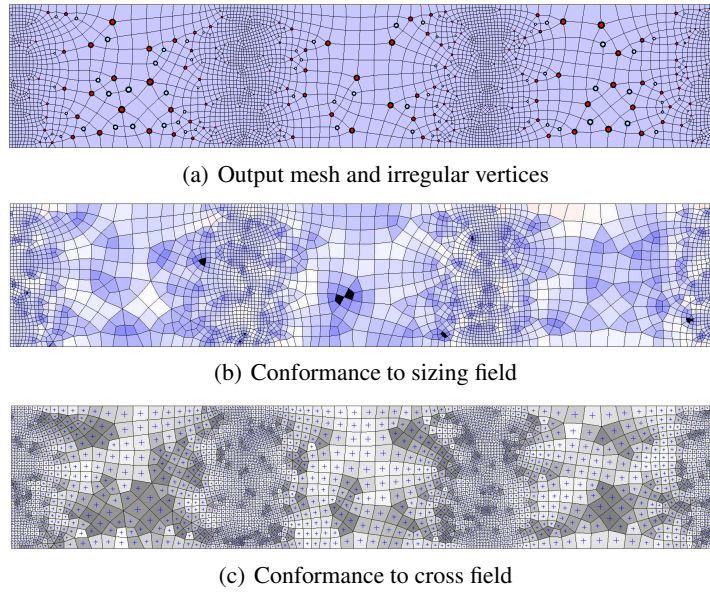 (a) Output mesh and irregular vertices
(b) Conformance to sizing field
(c) Conformance to cross field